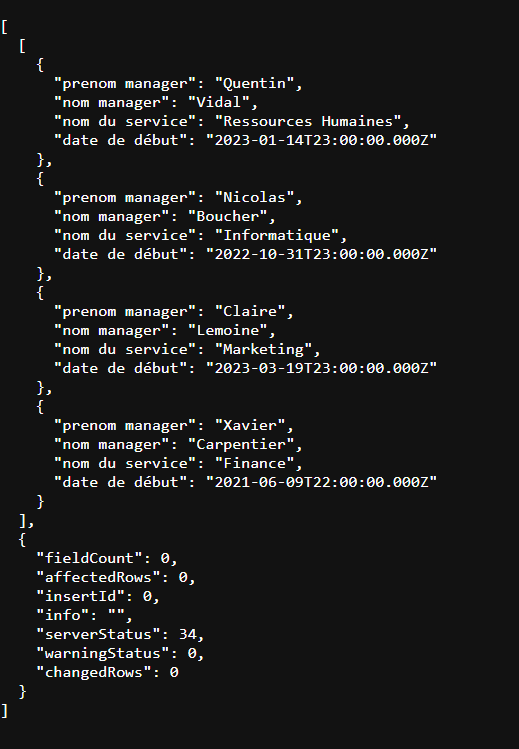 [
  [
    {
      "prenom manager": "Quentin",
      "nom manager": "Vidal",
      "nom du service": "Ressources Humaines",
      "date de début": "2023-01-14T23:00:00.000Z"
    },
    {
      "prenom manager": "Nicolas",
      "nom manager": "Boucher",
      "nom du service": "Informatique",
      "date de début": "2022-10-31T23:00:00.000Z"
    },
    {
      "prenom manager": "Claire",
      "nom manager": "Lemoine",
      "nom du service": "Marketing",
      "date de début": "2023-03-19T23:00:00.000Z"
    },
    {
      "prenom manager": "Xavier",
      "nom manager": "Carpentier",
      "nom du service": "Finance",
      "date de début": "2021-06-09T22:00:00.000Z"
    }
  ],
  {
    "fieldCount": 0,
    "affectedRows": 0,
    "insertId": 0,
    "info": "",
    "serverStatus": 34,
    "warningStatus": 0,
    "changedRows": 0
  }
]